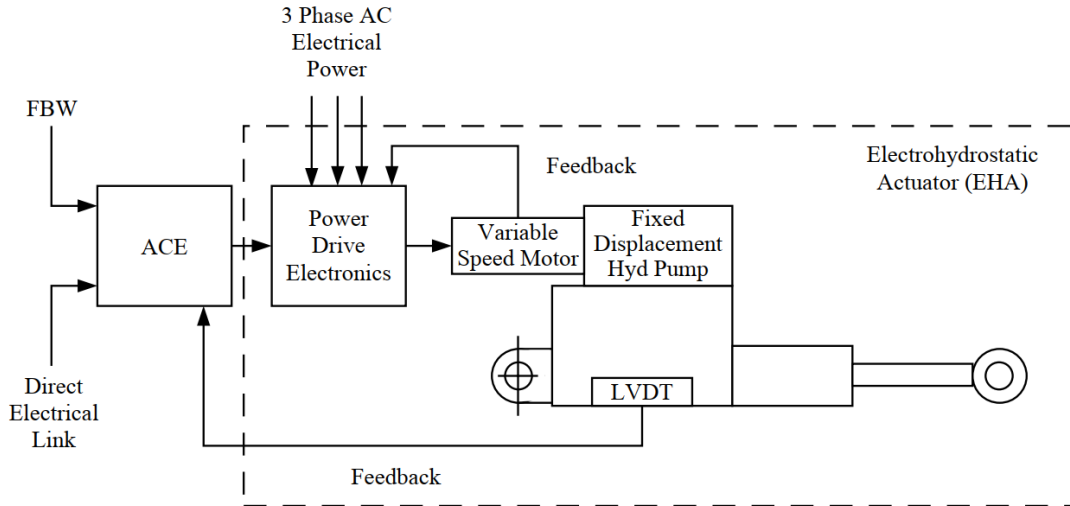 3 Phase AC
Electrical
Power
FBW
Feedback
Electrohydrostatic
Actuator (EHA)
ACE
Power
Drive
Electronics
Variable
Speed Motor
Fixed
Displacement
Hyd Pump
LVDT
Direct
Electrical
Link
Feedback